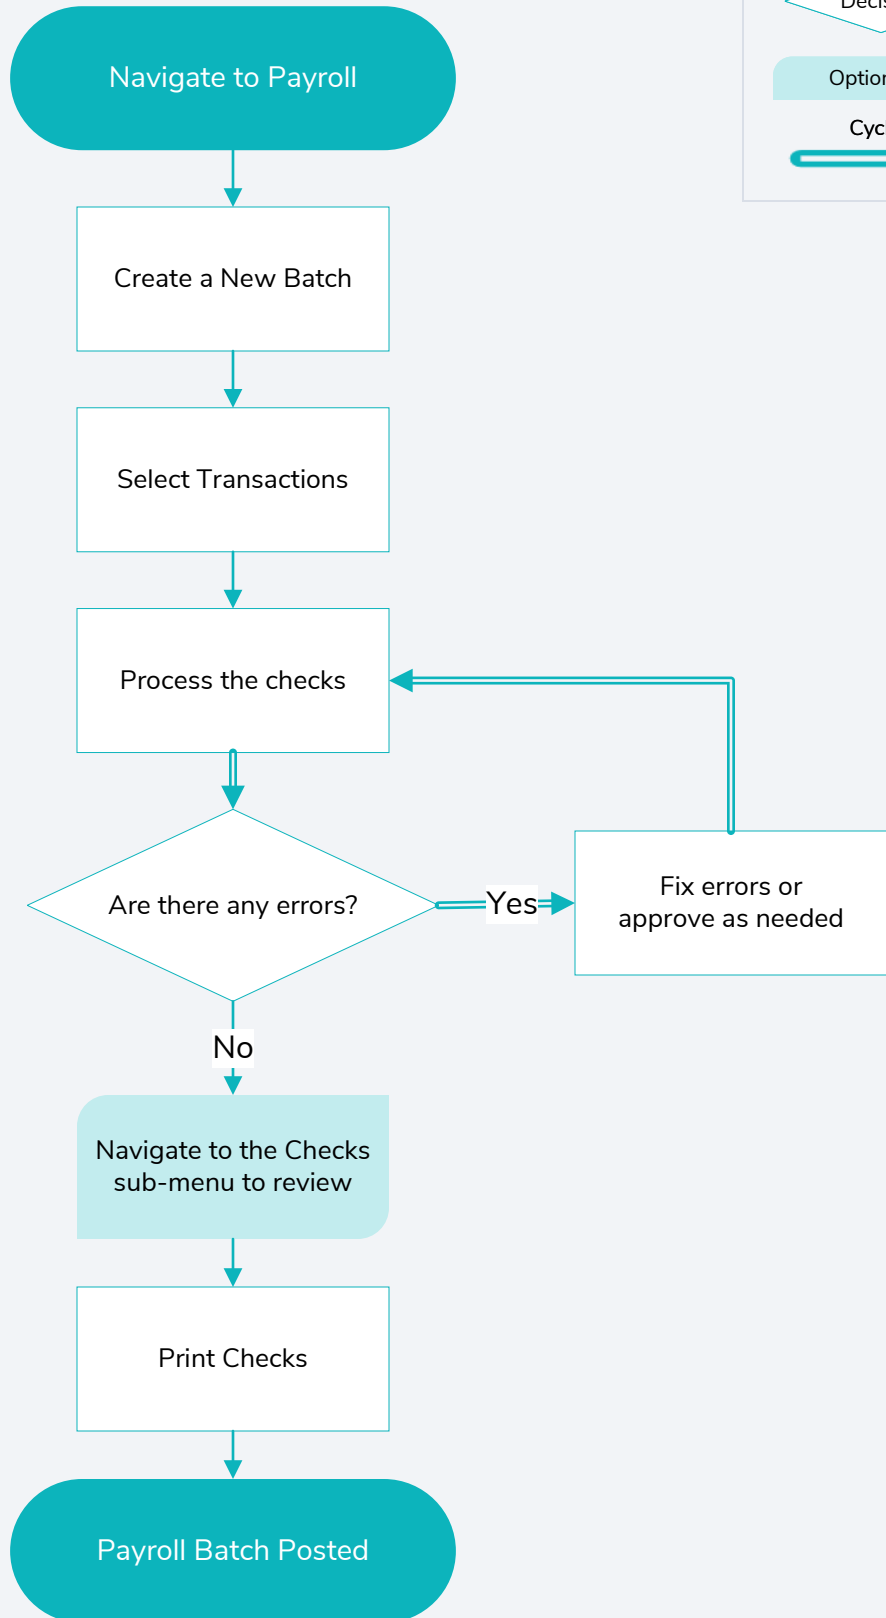 Navigate to Payroll
Create a New Batch
Select Transactions
Process the checks
Are there any errors?
Yes
Fix errors or
approve as needed
No
Navigate to the Checks
sub-menu to review
Print Checks
Payroll Batch Posted